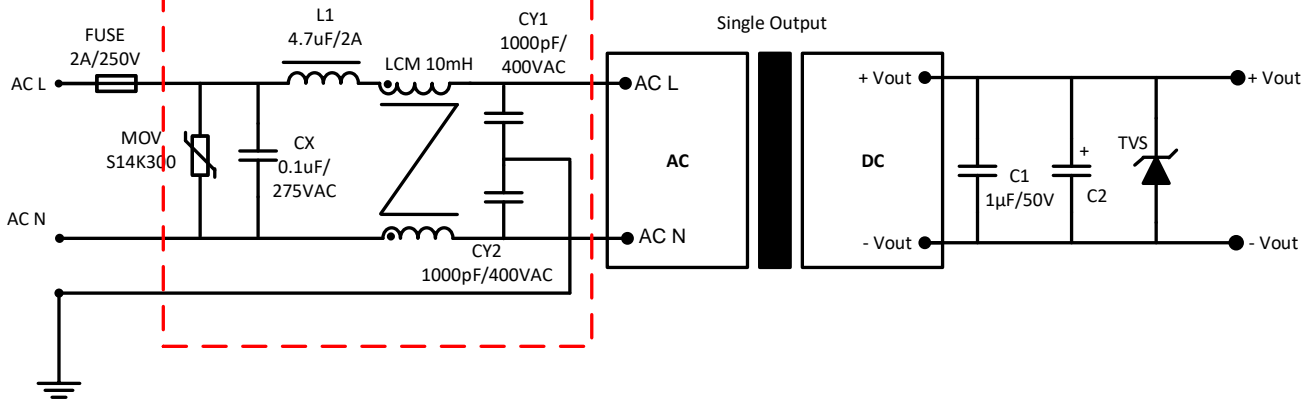 FUSE
2A/250V
L1
4.7uF/2A
LCM 10mH
CY1
1000pF/
400VAC
Single Output
AC L
AC L
+ Vout
+ Vout
MOV
S14K300
CX
0.1uF/
275VAC
AC
DC
C1
1µF/50V
+
C2
TVS
AC N
AC N
- Vout
- Vout
CY2
1000pF/400VAC